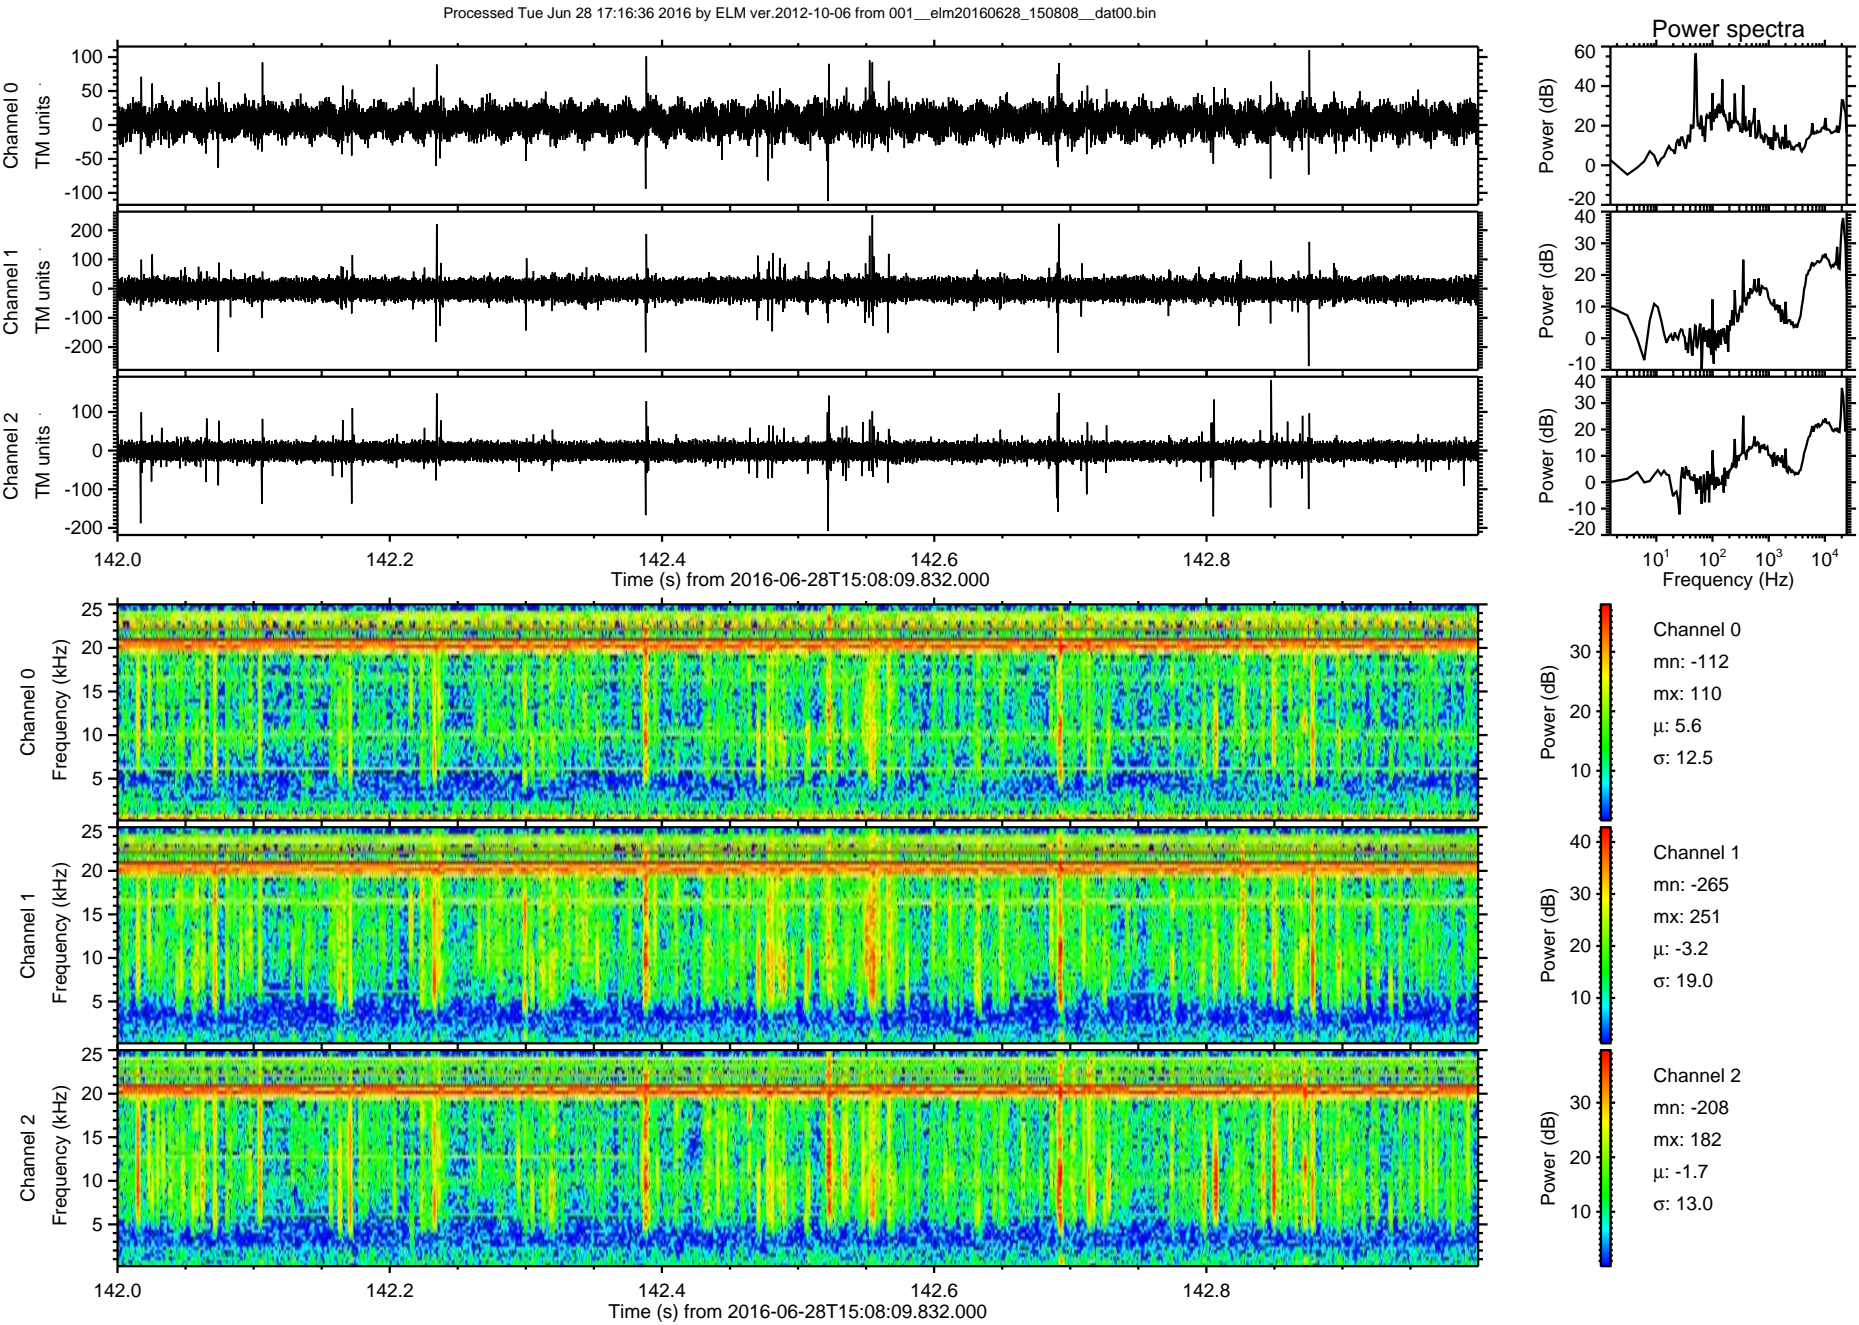 Processed Tue Jun 28 17:16:36 2016 by ELM ver.2012-10-06 from 001__elm20160628_150808__dat00.bin
Power spectra
Channel 0
TM units
100
50
0
-50
-100
Power (dB)
60
40
20
0
-20
Channel 1
TM units
200
100
0
-100
-200
Power (dB)
40
30
20
10
0
-10
Channel 2
TM units
100
0
-100
-200
Power (dB)
40
30
20
10
0
-10
-20
142.0 142.2 142.4 142.6 142.8
Time (s) from 2016-06-28T15:08:09.832.000
10¹ 10² 10³ 10⁴
Frequency (Hz)
Channel 0
Frequency (kHz)
25
20
15
10
5
Power (dB)
30
20
10
Channel 0
mn: -112
mx: 110
μ: 5.6
σ: 12.5
Channel 1
Frequency (kHz)
25
20
15
10
5
Power (dB)
40
30
20
10
Channel 1
mn: -265
mx: 251
μ: -3.2
σ: 19.0
Channel 2
Frequency (kHz)
25
20
15
10
5
Power (dB)
30
20
10
Channel 2
mn: -208
mx: 182
μ: -1.7
σ: 13.0
142.0 142.2 142.4 142.6 142.8
Time (s) from 2016-06-28T15:08:09.832.000